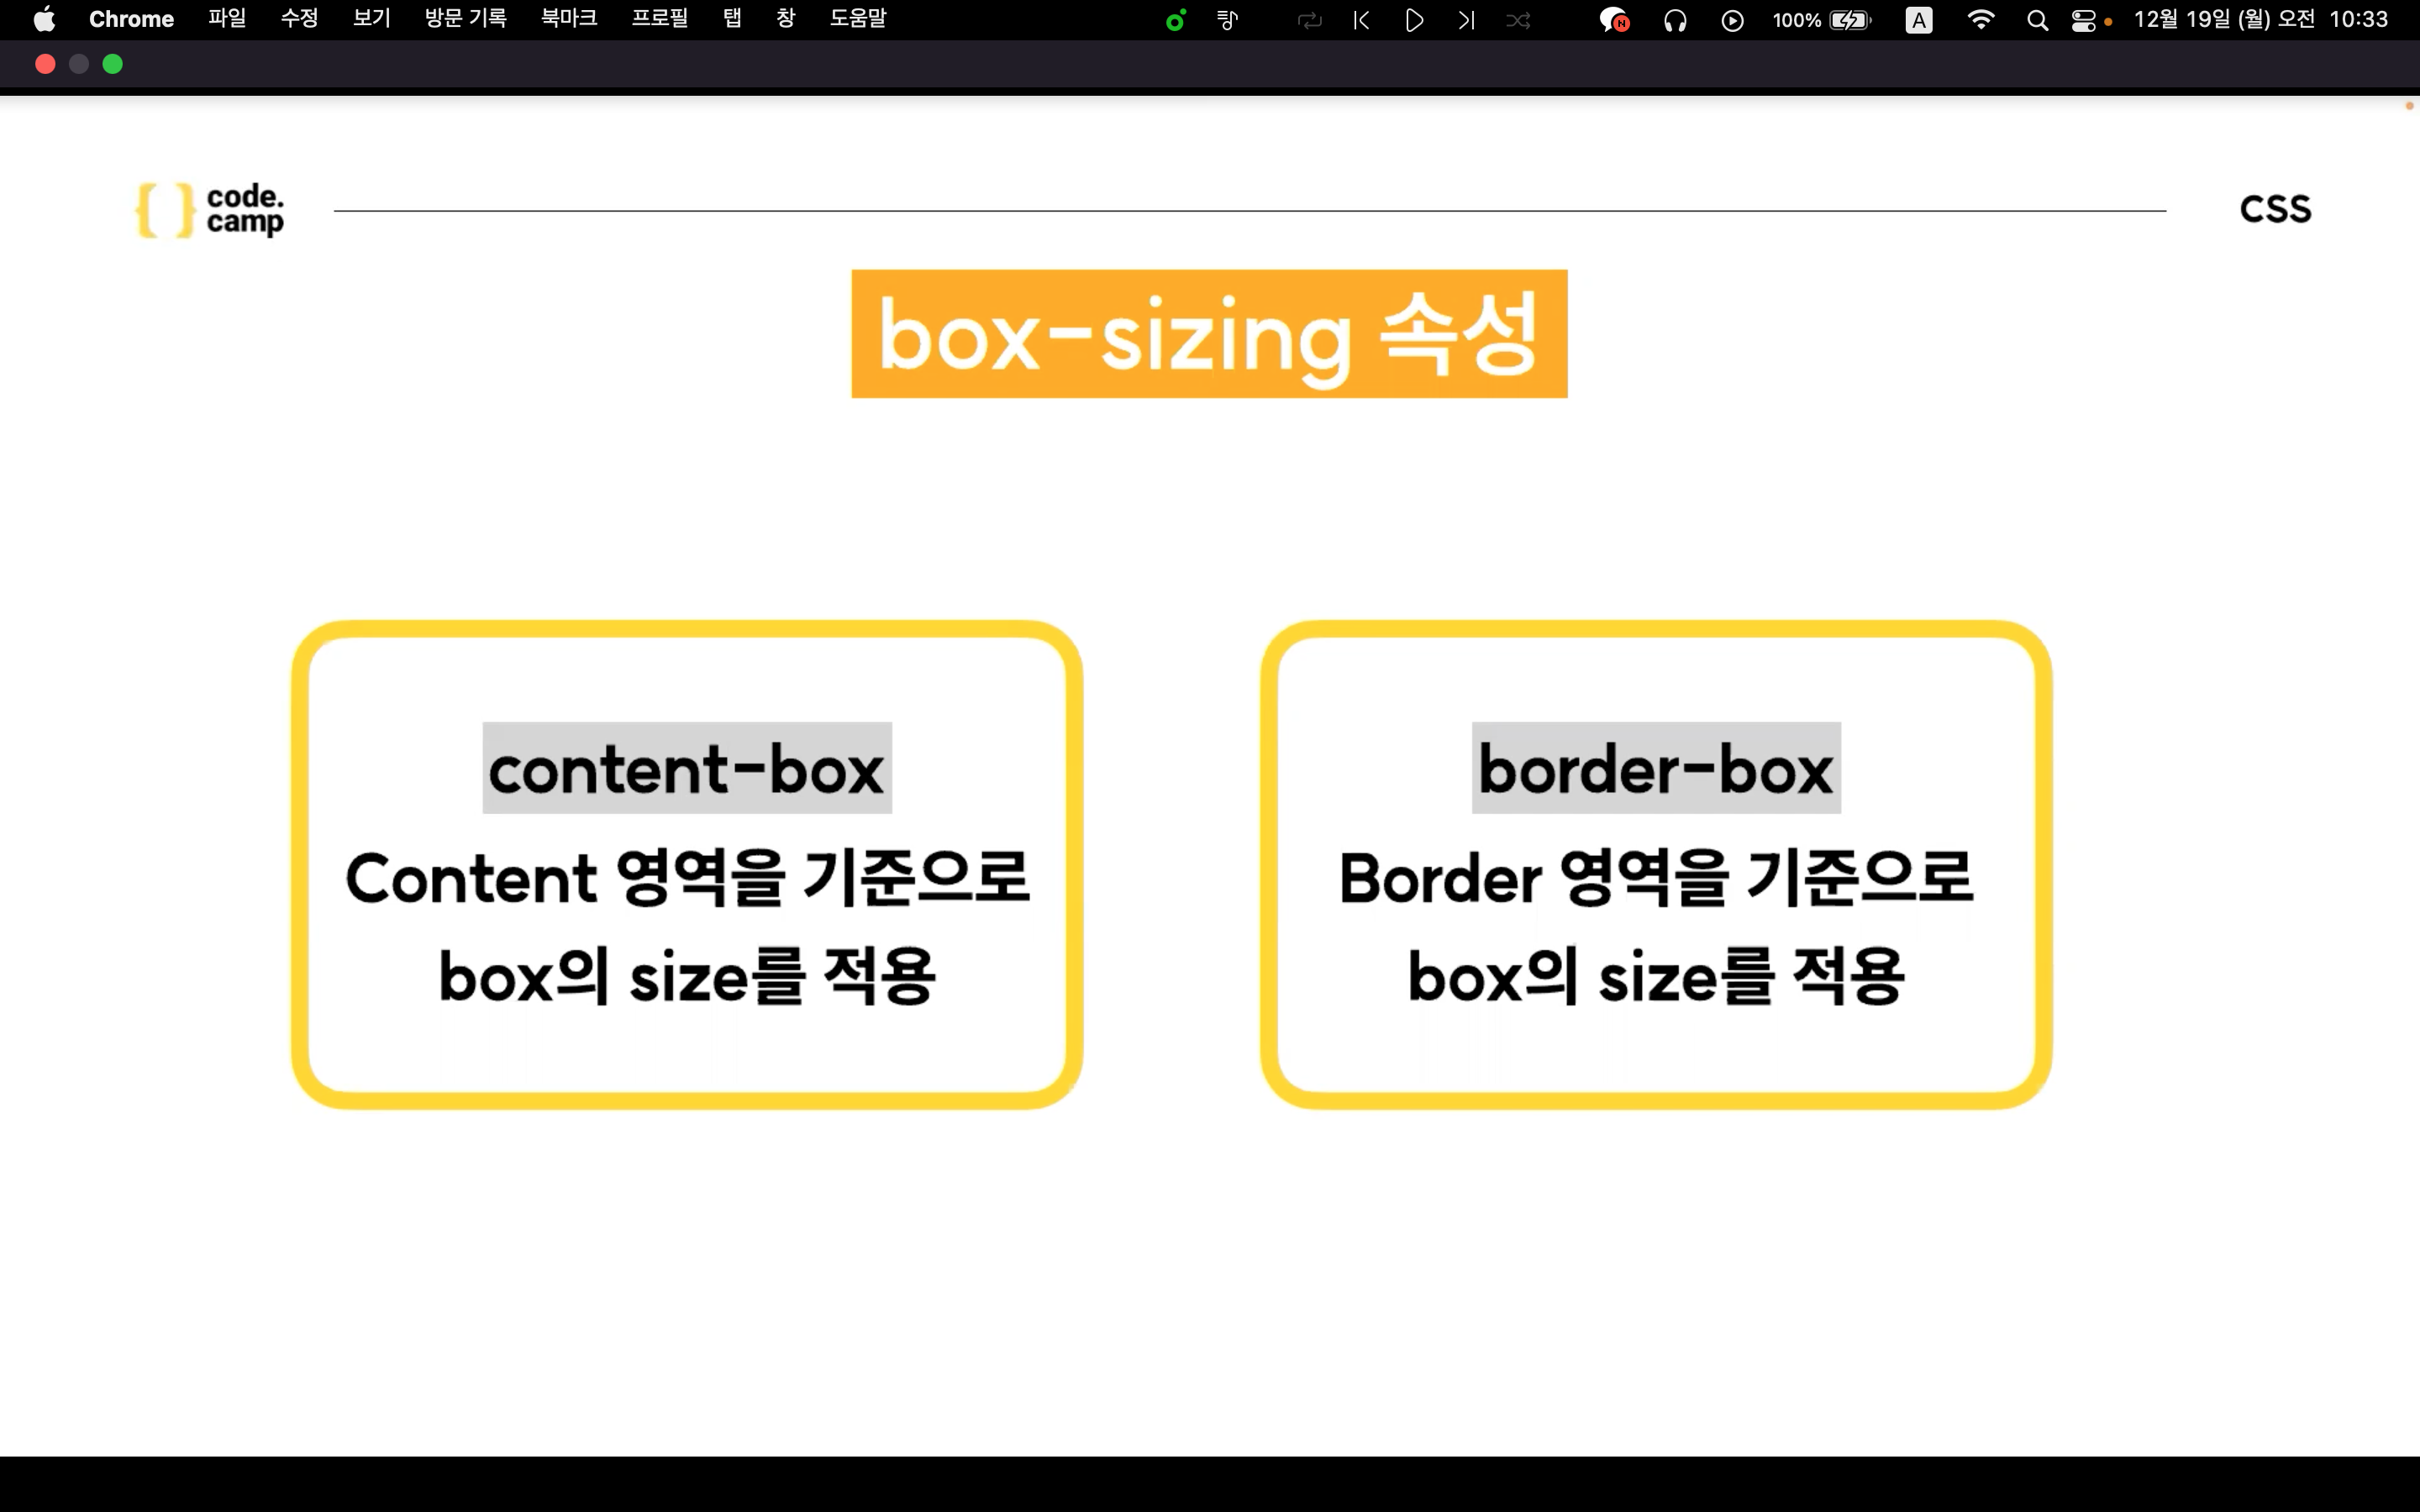 Chrome 파일 수정 보기 방문 기록 북마크 프로필 탭 창 도움말 N 100% A 12월 19일 (월) 오전 10:33
code.
camp
CSS
box-sizing 속성
content-box
Content 영역을 기준으로
box의 size를 적용
border-box
Border 영역을 기준으로
box의 size를 적용